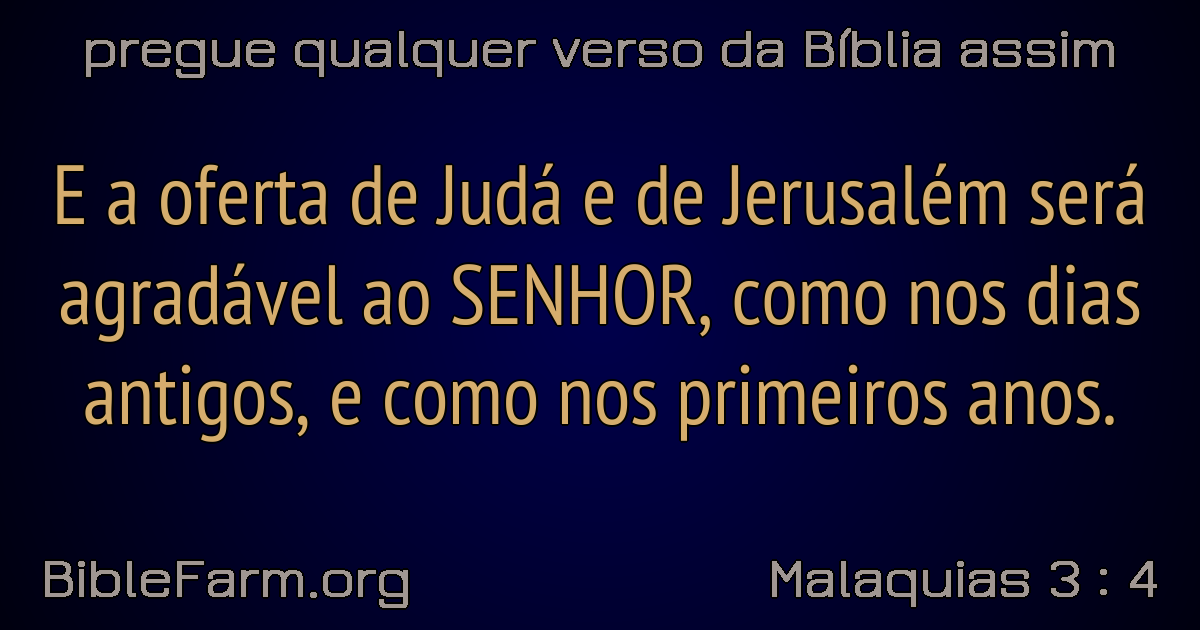 pregue qualquer verso da Bíblia assim
E a oferta de Judá e de Jerusalém será
agradável ao SENHOR, como nos dias
antigos, e como nos primeiros anos.
BibleFarm.org
Malaquias 3 : 4